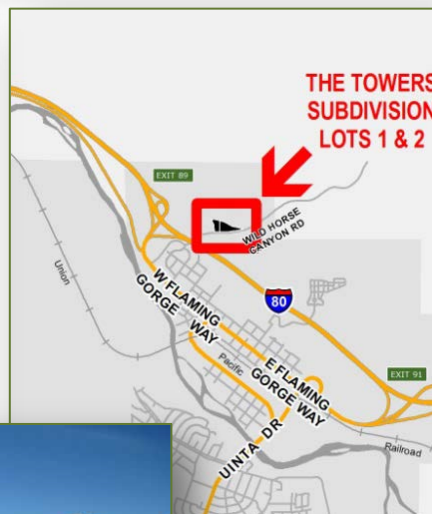 THE TOWERS
SUBDIVISION
LOTS 1 & 2
EXIT 89
WILD HORSE
CANYON RD
Union
W FLAMING
GORGE WAY
80
Pacific
E FLAMING
GORGE WAY
EXIT 91
UINTA DR
Railroad